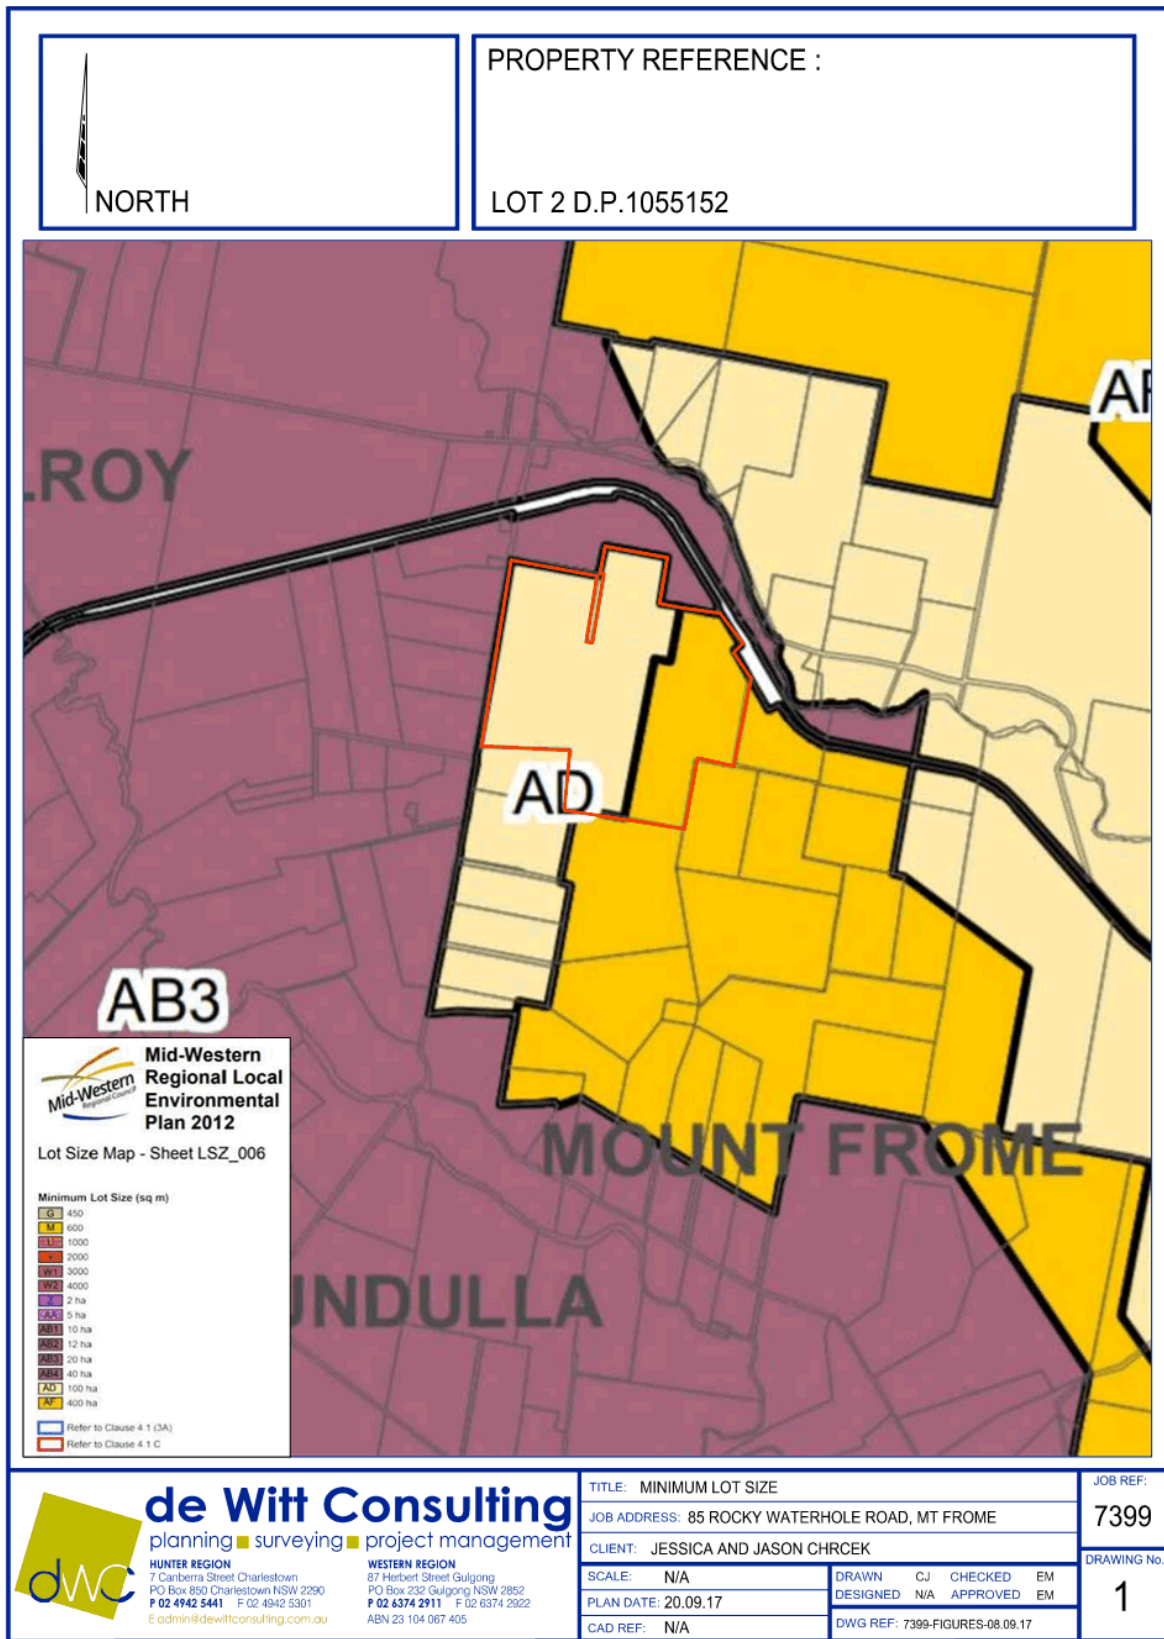 NORTH
PROPERTY REFERENCE :
LOT 2 D.P.1055152
LROY
AF
AD
AB3
MOUNT FROME
UNDULLA
Mid-Western
Regional Council
Mid-Western
Regional Local
Environmental
Plan 2012
Lot Size Map - Sheet LSZ_006
Minimum Lot Size (sq m)
G 450
M 600
U 1000
V 2000
W1 3000
W2 4000
Z 2 ha
AA 5 ha
AB1 10 ha
AB2 12 ha
AB3 20 ha
AB4 40 ha
AD 100 ha
AF 400 ha
Refer to Clause 4.1 (3A)
Refer to Clause 4.1 C
dwc
de Witt Consulting
planning surveying project management
HUNTER REGION
7 Canberra Street Charlestown
PO Box 850 Charlestown NSW 2290
P 02 4942 5441 F 02 4942 5301
E admin@dewittconsulting.com.au
WESTERN REGION
87 Herbert Street Gulgong
PO Box 232 Gulgong NSW 2852
P 02 6374 2911 F 02 6374 2922
ABN 23 104 067 405
TITLE: MINIMUM LOT SIZE
JOB ADDRESS: 85 ROCKY WATERHOLE ROAD, MT FROME
CLIENT: JESSICA AND JASON CHRCEK
SCALE: N/A
PLAN DATE: 20.09.17
CAD REF: N/A
DRAWN CJ CHECKED EM
DESIGNED N/A APPROVED EM
DWG REF: 7399-FIGURES-08.09.17
JOB REF:
7399
DRAWING No.
1